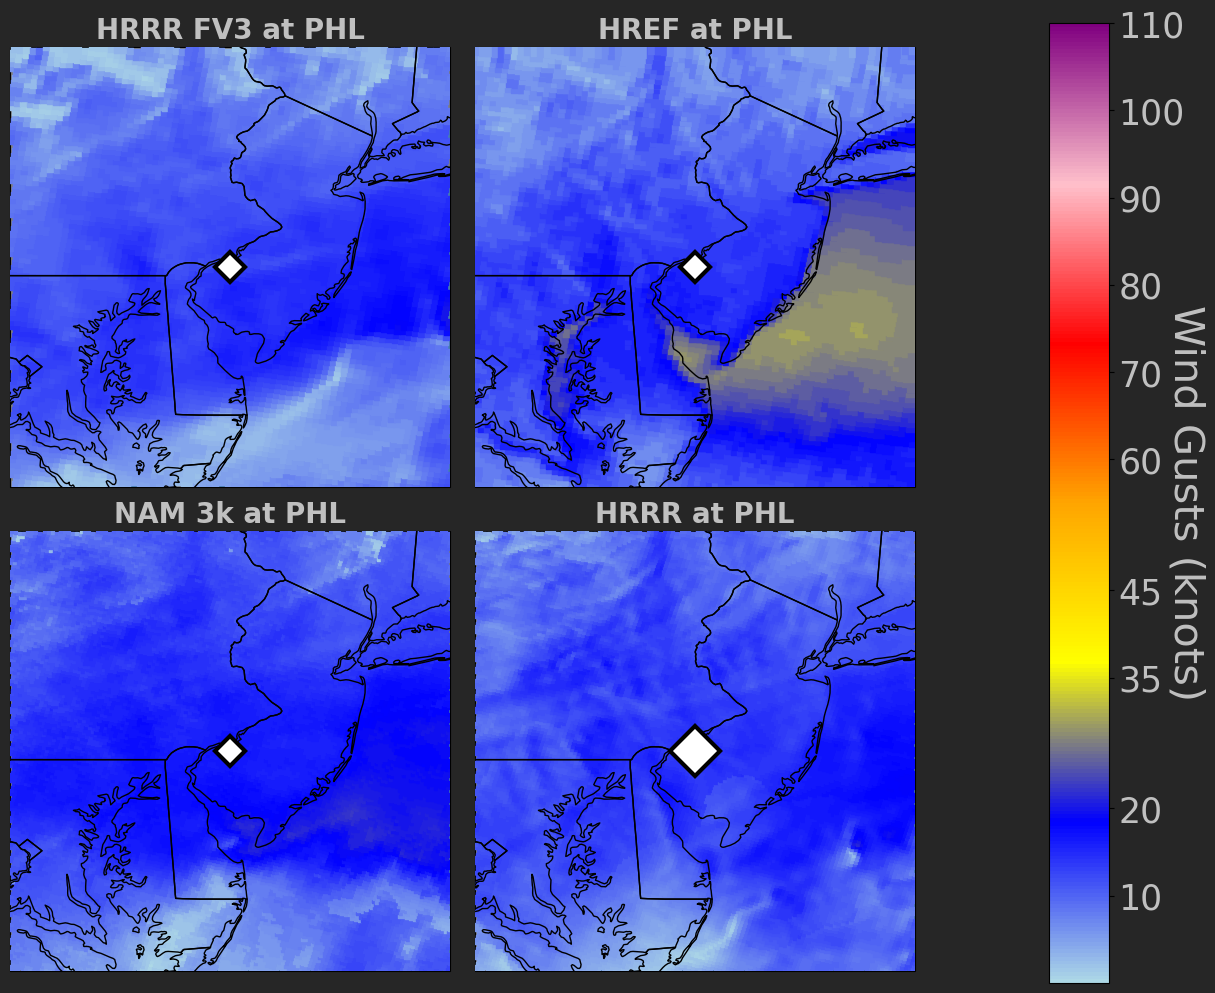 HRRR FV3 at PHL
HREF at PHL
NAM 3k at PHL
HRRR at PHL
110
100
90
80
70
60
45
35
20
10
Wind Gusts (knots)